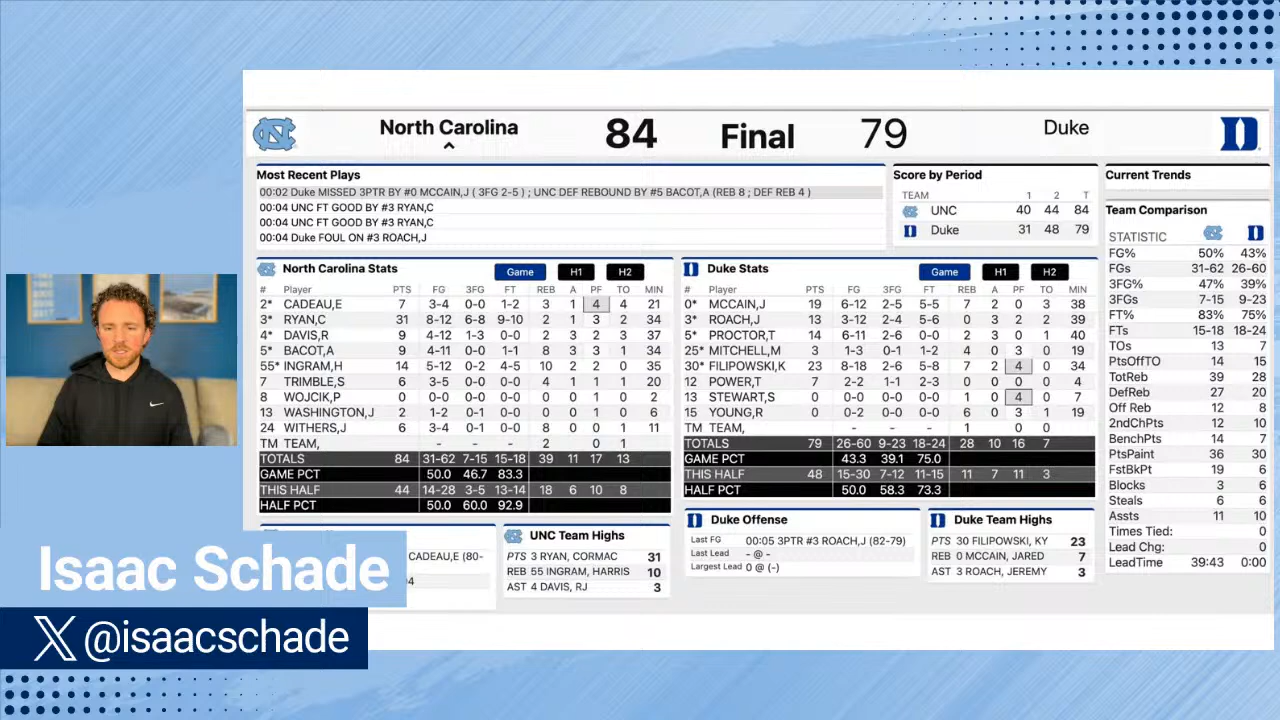 North Carolina 84 Final 79 Duke
Most Recent Plays
00:02 Duke MISSED 3PTR BY #0 MCCAIN,J ( 3FG 2-5 ) ; UNC DEF REBOUND BY #5 BACOT,A (REB 8 ; DEF REB 4 )
00:04 UNC FT GOOD BY #3 RYAN,C
00:04 UNC FT GOOD BY #3 RYAN,C
00:04 Duke FOUL ON #3 ROACH,J
Score by Period
TEAM 1 2 T
UNC 40 44 84
Duke 31 48 79
North Carolina Stats Game H1 H2
# Player PTS FG 3FG FT REB A PF TO MIN
2* CADEAU,E 7 3-4 0-0 1-2 3 1 4 4 21
3* RYAN,C 31 8-12 6-8 9-10 2 1 3 2 34
4* DAVIS,R 9 4-12 1-3 0-0 2 3 2 3 37
5* BACOT,A 9 4-11 0-0 1-1 8 3 3 1 34
55* INGRAM,H 14 5-12 0-2 4-5 10 2 2 0 35
7 TRIMBLE,S 6 3-5 0-0 0-0 4 1 1 1 20
8 WOJCIK,P 0 0-0 0-0 0-0 0 0 1 0 2
13 WASHINGTON,J 2 1-2 0-1 0-0 0 0 1 0 6
24 WITHERS,J 6 3-4 0-1 0-0 8 0 0 1 11
TM TEAM, - - - 2 0 1
TOTALS 84 31-62 7-15 15-18 39 11 17 13
GAME PCT 50.0 46.7 83.3
THIS HALF 44 14-28 3-5 13-14 18 6 10 8
HALF PCT 50.0 60.0 92.9
Duke Stats Game H1 H2
# Player PTS FG 3FG FT REB A PF TO MIN
0* MCCAIN,J 19 6-12 2-5 5-5 7 2 0 3 38
3* ROACH,J 13 3-12 2-4 5-6 0 3 2 2 39
5* PROCTOR,T 14 6-11 2-6 0-0 2 3 0 1 40
25* MITCHELL,M 3 1-3 0-1 1-2 4 0 3 0 19
30* FILIPOWSKI,K 23 8-18 2-6 5-8 7 2 4 0 34
12 POWER,T 7 2-2 1-1 2-3 0 0 0 0 4
13 STEWART,S 0 0-0 0-0 0-0 1 0 4 0 7
15 YOUNG,R 0 0-2 0-0 0-0 6 0 3 1 19
TM TEAM, - - - 1 0 0
TOTALS 79 26-60 9-23 18-24 28 10 16 7
GAME PCT 43.3 39.1 75.0
THIS HALF 48 15-30 7-12 11-15 11 7 11 3
HALF PCT 50.0 58.3 73.3
Current Trends
Team Comparison
STATISTIC
FG% 50% 43%
FGs 31-62 26-60
3FG% 47% 39%
3FGs 7-15 9-23
FT% 83% 75%
FTs 15-18 18-24
TOs 13 7
PtsOffTO 14 15
TotReb 39 28
DefReb 27 20
Off Reb 12 8
2ndChPts 12 10
BenchPts 14 7
PtsPaint 36 30
FstBkPt 19 6
Blocks 3 6
Steals 6 6
Assts 11 10
Times Tied: 0
Lead Chg: 0
LeadTime 39:43 0:00
CADEAU,E (80-
UNC Team Highs
PTS 3 RYAN, CORMAC 31
REB 55 INGRAM, HARRIS 10
AST 4 DAVIS, RJ 3
Duke Offense
Last FG 00:05 3PTR #3 ROACH,J (82-79)
Last Lead - @ -
Largest Lead 0 @ (-)
Duke Team Highs
PTS 30 FILIPOWSKI, KY 23
REB 0 MCCAIN, JARED 7
AST 3 ROACH, JEREMY 3
Isaac Schade
X @isaacschade